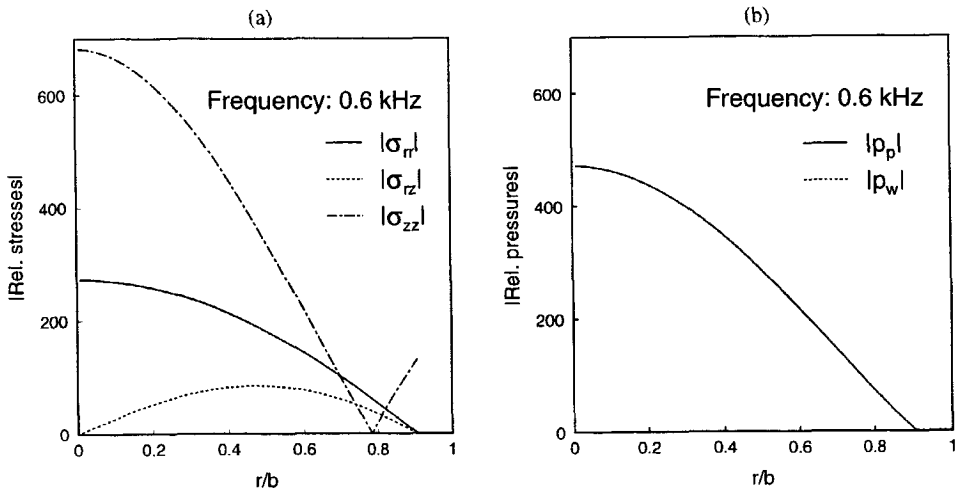 (a)
|Rel. stresses|
600
400
200
0
Frequency: 0.6 kHz
|σrr|
|σrz|
|σzz|
0 0.2 0.4 0.6 0.8 1
r/b
(b)
|Rel. pressures|
600
400
200
0
Frequency: 0.6 kHz
|pp|
|pw|
0 0.2 0.4 0.6 0.8 1
r/b